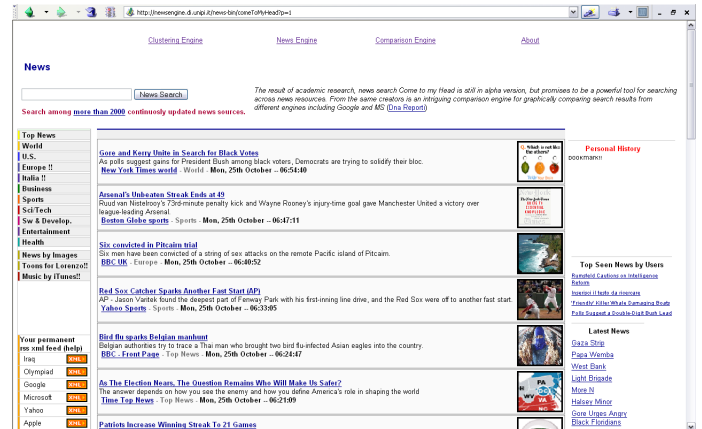 http://newsengine.di.unipi.it/news-bin/comeToMyHead?p=1
Clustering Engine
News Engine
Comparison Engine
About
News
News Search
The result of academic research, news search Come to my Head is still in alpha version, but promises
to be a powerful tool for searching
across news resources. From the same creators is an intriguing comparison engine for graphically comparing search results from
different engines including Google and MS (Dna Reporti)
Search among more than 2000 continuosly updated news sources.
Top News
World
U.S.
Europe !!
Italia !!
Business
Sports
Sci/Tech
Sw & Develop.
Entertainment
Health
News by Images
Toons for Lorenzo!!
Music by iTunes!!
Your permanent
rss xml feed (help)
Iraq XML
Olympiad XML
Google XML
Microsoft XML
Yahoo XML
Apple XML
Gore and Kerry Unite in Search for Black Votes
As polls suggest gains for President Bush among black voters, Democrats are trying to solidify their bloc.
New York Times world - World - Mon, 25th October -- 06:54:40
Arsenal's Unbeaten Streak Ends at 49
Ruud van Nistelrooy's 73rd-minute penalty kick and Wayne Rooney's injury-time goal gave Manchester United a victory over
league-leading Arsenal.
Boston Globe sports - Sports - Mon, 25th October -- 06:47:11
Six convicted in Pitcairn trial
Six men have been convicted of a string of sex attacks on the remote Pacific island of Pitcairn.
BBC UK - Europe - Mon, 25th October -- 06:40:52
Red Sox Catcher Sparks Another Fast Start (AP)
AP - Jason Varitek found the deepest part of Fenway Park with his first-inning line drive, and the Red Sox were off to another fast start.
Yahoo Sports - Sports - Mon, 25th October -- 06:33:05
Bird flu sparks Belgian manhunt
Belgian authorities try to trace a Thai man who brought two bird flu-infected Asian eagles into the country.
BBC - Front Page - Top News - Mon, 25th October -- 06:24:47
As The Election Nears, The Question Remains Who Will Make Us Safer?
The answer depends on how you see the enemy and how you define America's role in shaping the world
Time Top News - Top News - Mon, 25th October -- 06:21:09
Patriots Increase Winning Streak To 21 Games
Personal History
bookmark!!
Top Seen News by Users
Rumsfeld Cautions on Intelligence
Reform
Inserisci il testo da ricercare
'Friendly' Killer Whale Damaging Boats
Polls Suggest a Double-Digit Bush Lead
Latest News
Gaza Strip
Papa Wemba
West Bank
Light Brigade
More N
Halsey Minor
Gore Urges Angry
Black Floridians